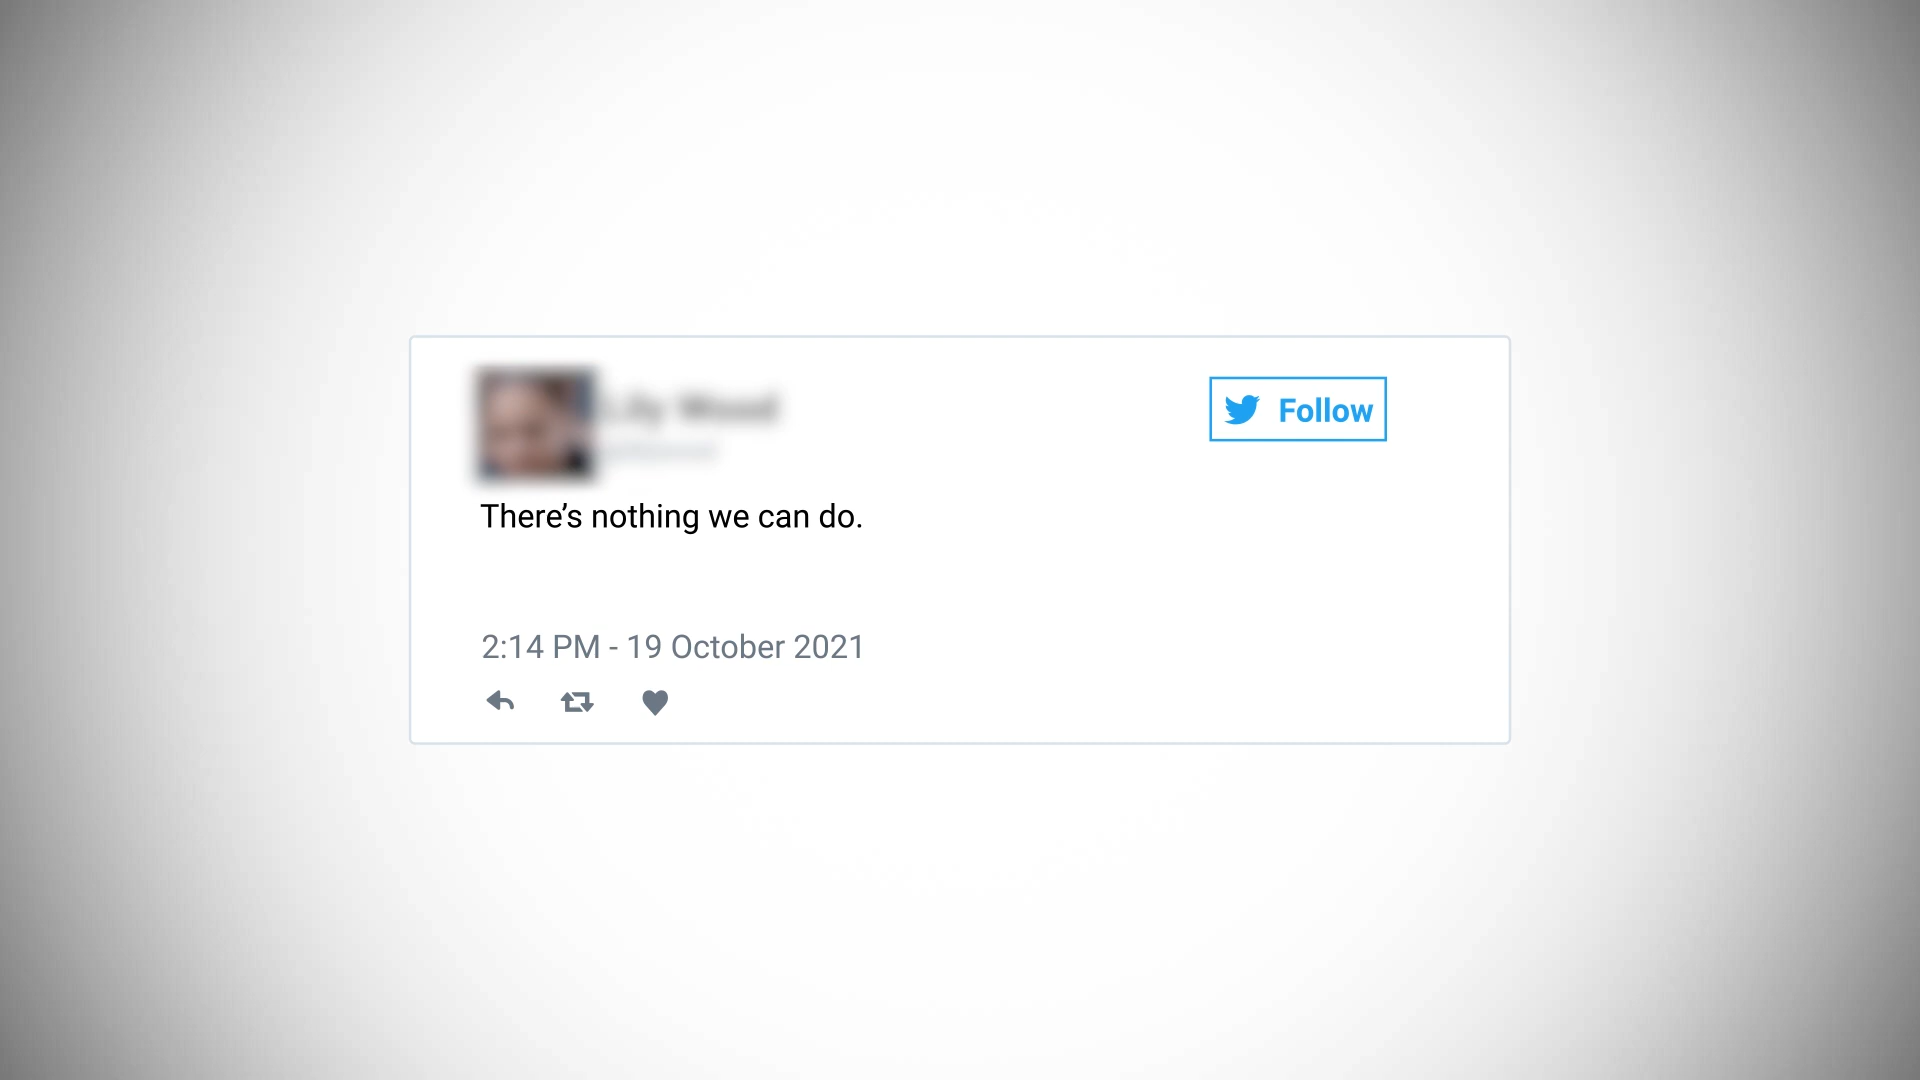 Follow
There’s nothing we can do.
2:14 PM - 19 October 2021